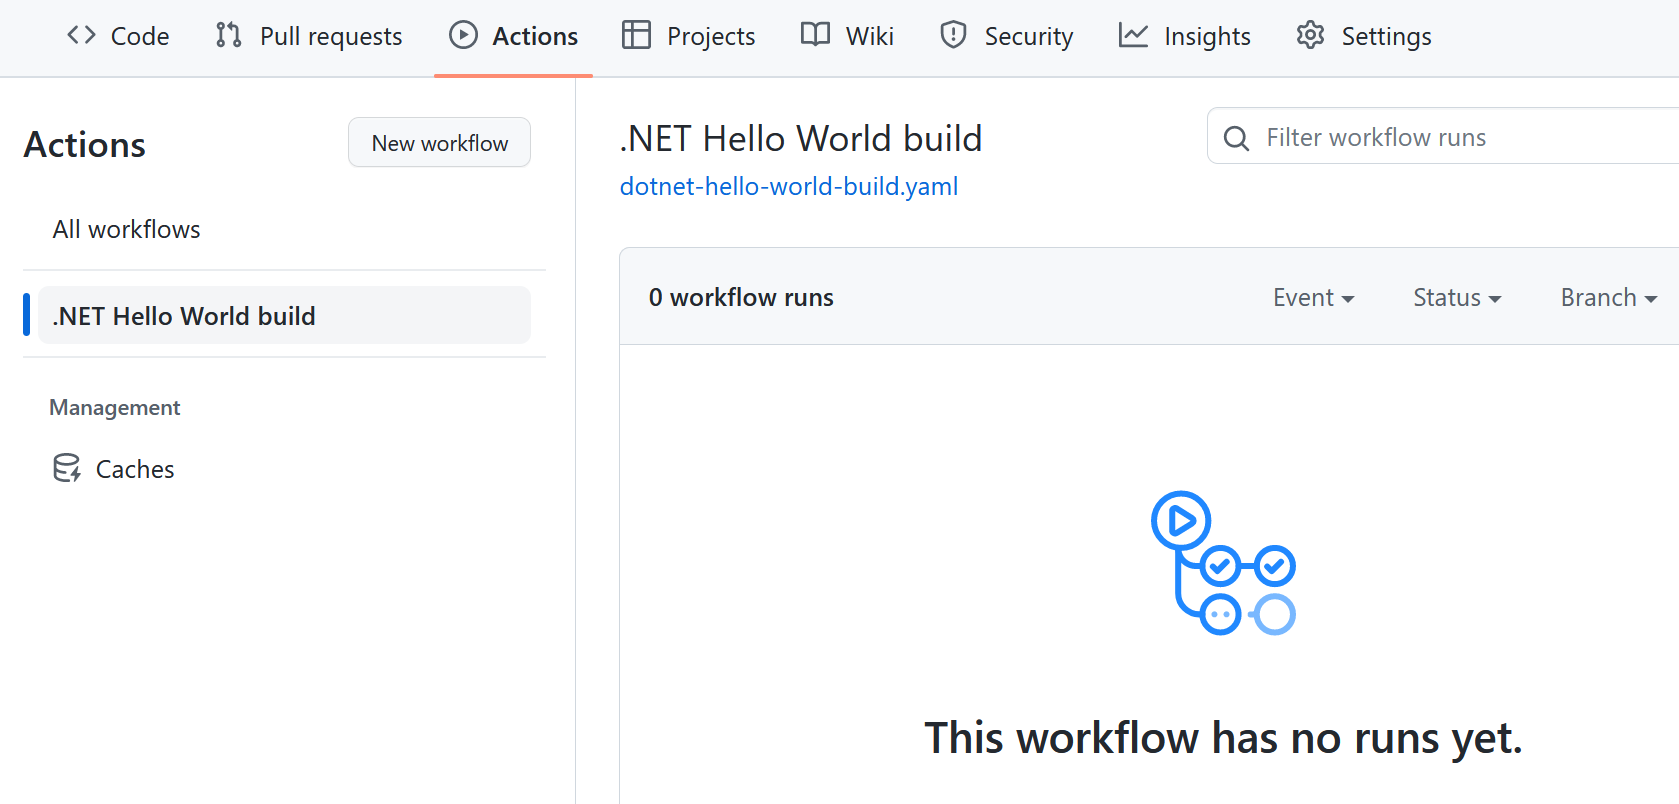 Code Pull requests Actions Projects Wiki Security Insights Settings
Actions
New workflow
All workflows
.NET Hello World build
Management
Caches
.NET Hello World build
dotnet-hello-world-build.yaml
Filter workflow runs
0 workflow runs
Event Status Branch
This workflow has no runs yet.